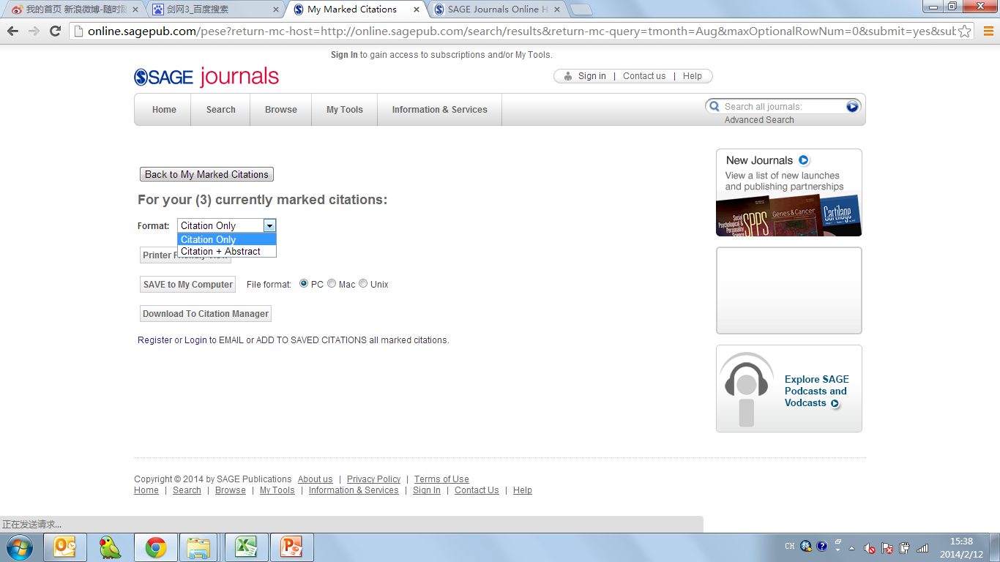 我的首页 新浪微博-随时随
剑网3_百度搜索
My Marked Citations
SAGE Journals Online H
online.sagepub.com/pese?return-mc-host=http://online.sagepub.com/search/results&return-mc-query=tmonth=Aug&maxOptionalRowNum=0&submit=yes&sub
Sign In to gain access to subscriptions and/or My Tools.
SAGE journals
Sign in | Contact us | Help
Home
Search
Browse
My Tools
Information & Services
Search all journals:
Advanced Search
Back to My Marked Citations
For your (3) currently marked citations:
Format: Citation Only
Citation Only
Citation + Abstract
Printer Friendly View
SAVE to My Computer File format: PC Mac Unix
Download To Citation Manager
Register or Login to EMAIL or ADD TO SAVED CITATIONS all marked citations.
New Journals
View a list of new launches
and publishing partnerships
Social
Psychological &
Personality
Science
SPPS
Genes & Cancer
Cartilage
Explore SAGE
Podcasts and
Vodcasts
Copyright © 2014 by SAGE Publications About us | Privacy Policy | Terms of Use
Home | Search | Browse | My Tools | Information & Services | Sign In | Contact Us | Help
正在发送请求...
CH
15:38
2014/2/12